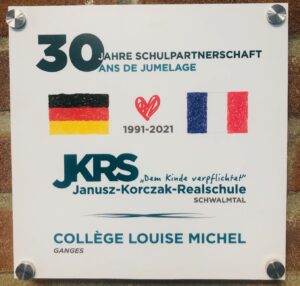 30 JAHRE SCHULPARTNERSCHAFT
ANS DE JUMELAGE
1991-2021
JKRS „Dem Kinde verpflichtet"
Janusz-Korczak-Realschule
SCHWALMTAL
COLLÈGE LOUISE MICHEL
GANGES